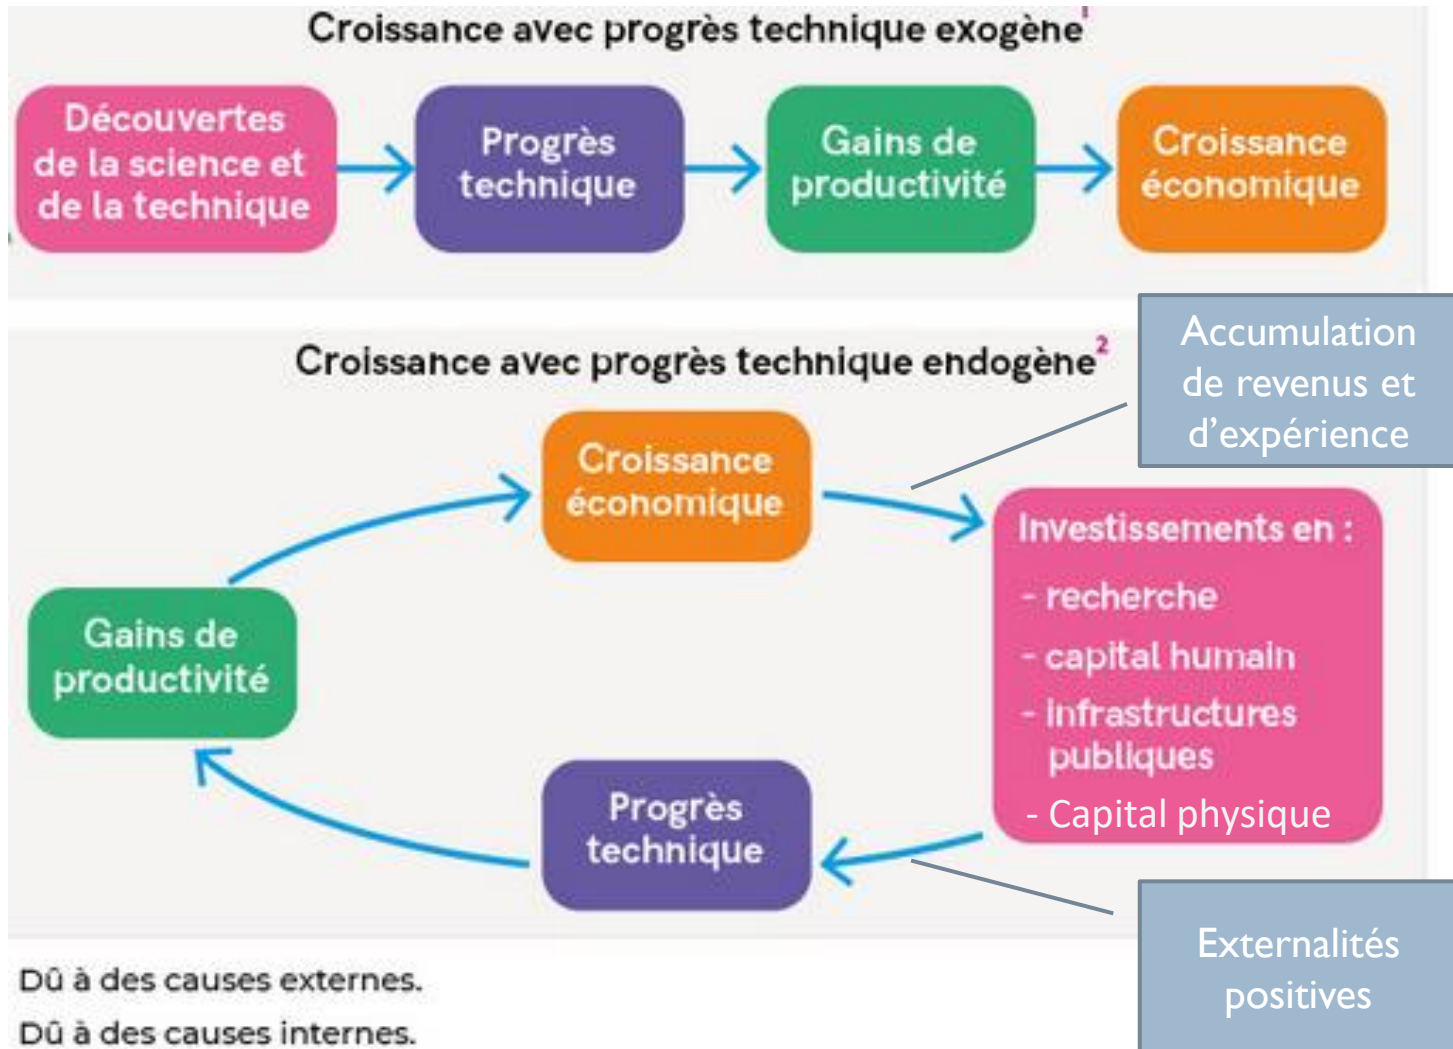 Croissance avec progrès technique exogène¹
Découvertes
de la science et
de la technique
Progrès
technique
Gains de
productivité
Croissance
économique
Croissance avec progrès technique endogène²
Accumulation
de revenus et
d’expérience
Croissance
économique
Investissements en :
- recherche
- capital humain
- infrastructures
publiques
- Capital physique
Gains de
productivité
Progrès
technique
Externalités
positives
Dû à des causes externes.
Dû à des causes internes.